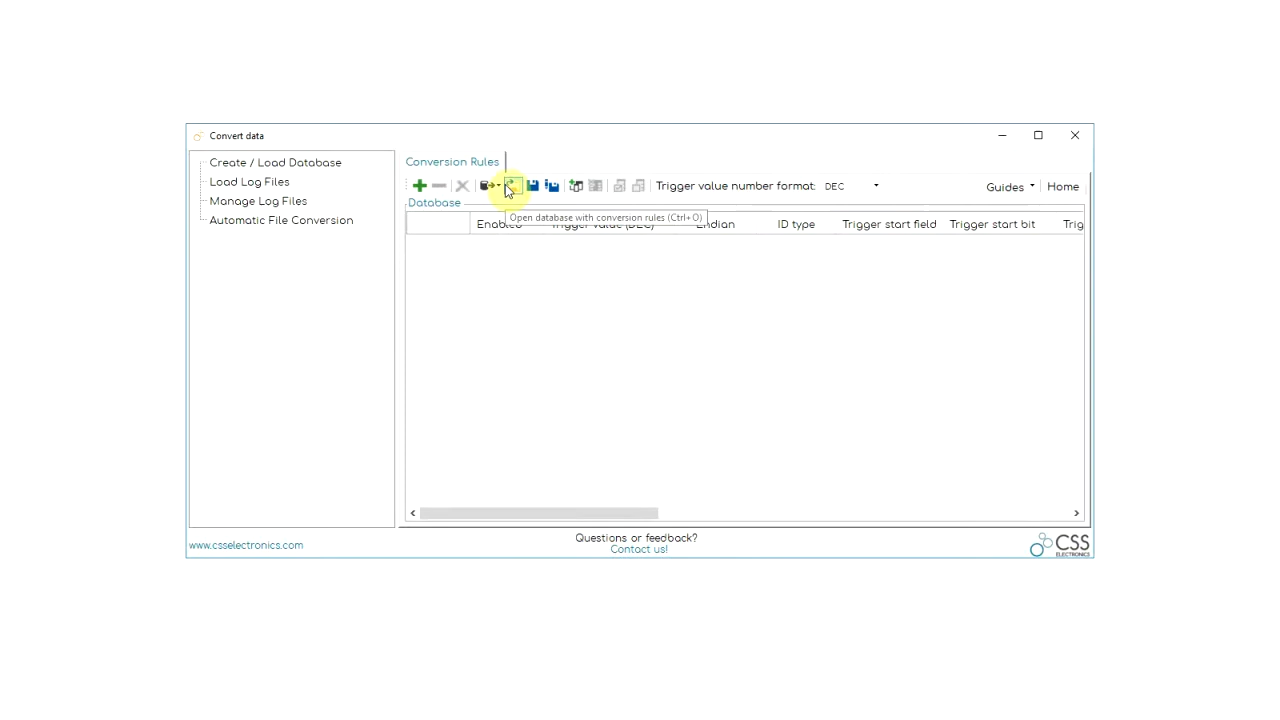 Convert data
Create / Load Database
Load Log Files
Manage Log Files
Automatic File Conversion
Conversion Rules
Trigger value number format: DEC
Guides
Home
Database
Open database with conversion rules (Ctrl+O)
Enabled Trigger value (DEC) Endian ID type Trigger start field Trigger start bit Trig
www.csselectronics.com
Questions or feedback?
Contact us!
CSS
ELECTRONICS